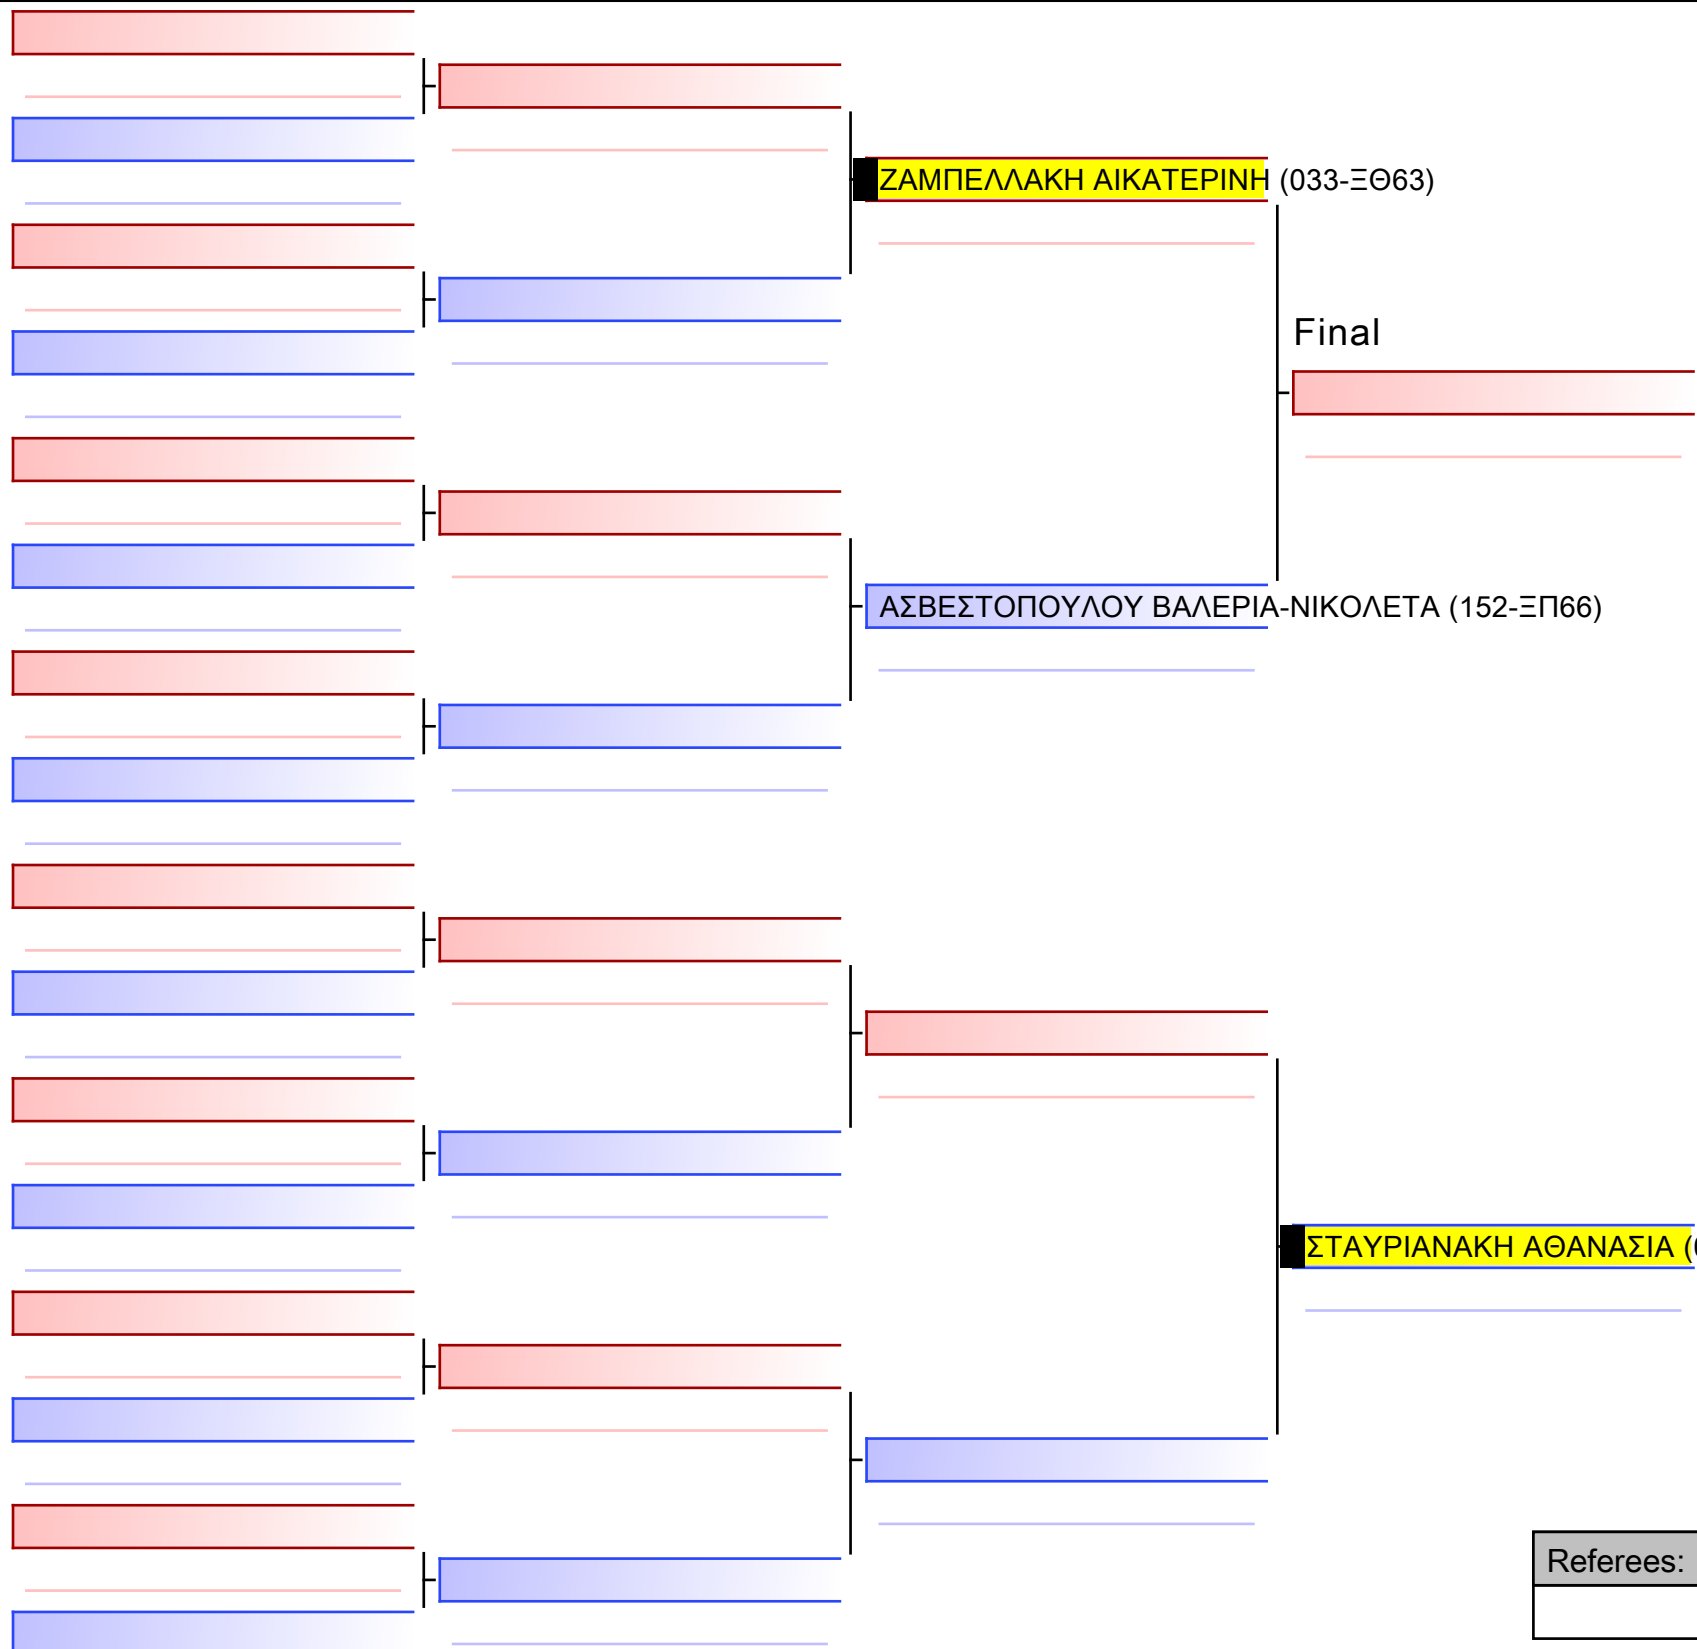 ΖΑΜΠΕΛΛΑΚΗ ΑΙΚΑΤΕΡΙΝΗ (033-ΞΘ63)
Final
ΑΣΒΕΣΤΟΠΟΥΛΟΥ ΒΑΛΕΡΙΑ-ΝΙΚΟΛΕΤΑ (152-ΞΠ66)
ΣΤΑΥΡΙΑΝΑΚΗ ΑΘΑΝΑΣΙΑ
Referees: